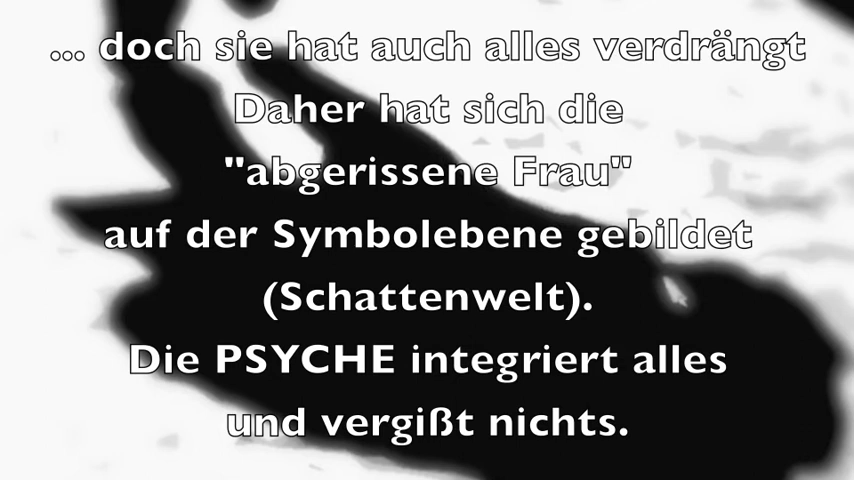 ... doch sie hat auch alles verdrängt
Daher hat sich die
"abgerissene Frau"
auf der Symbolebene gebildet
(Schattenwelt).
Die PSYCHE integriert alles
und vergißt nichts.